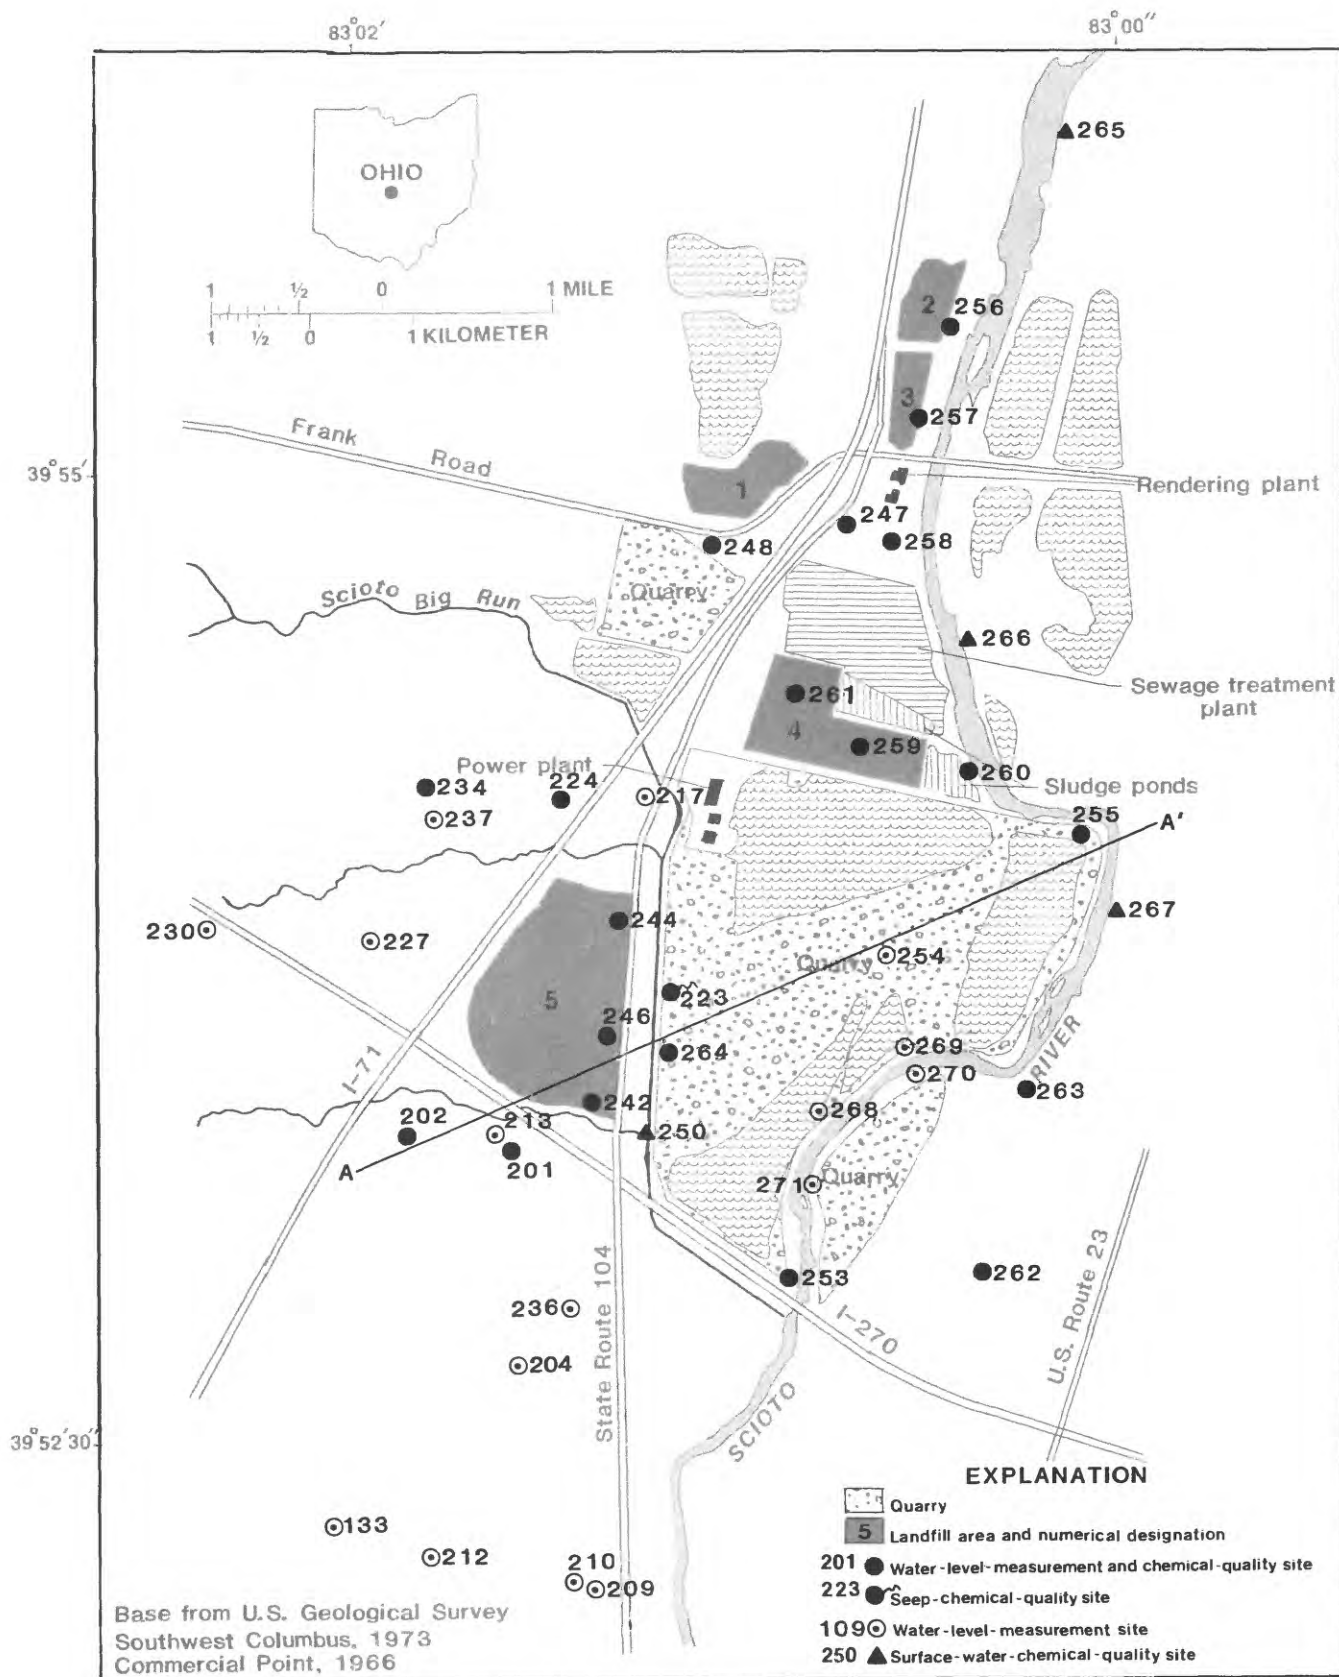 83°02'
83°00"
265
OHIO
1 ½ 0 1 MILE
1 ½ 0 1 KILOMETER
2
256
3
257
Frank
Road
39°55'
1
Rendering plant
247
248
258
Scioto Big Run
Quarry
266
261
Sewage treatment
plant
4
259
Power plant
260
234
224
217
Sludge ponds
237
255
A'
244
267
230
227
254
Quarry
5
223
246
264
269
RIVER
I-71
270
263
242
268
202
213
250
201
A
271
Quarry
253
262
U.S. Route 23
State Route 104
236
I-270
204
SCIOTO
39°52'30"
EXPLANATION
Quarry
133
5 Landfill area and numerical designation
212
201 Water-level-measurement and chemical-quality site
210
223 Seep-chemical-quality site
209
109 Water-level-measurement site
250 Surface-water-chemical-quality site
Base from U.S. Geological Survey
Southwest Columbus, 1973
Commercial Point, 1966